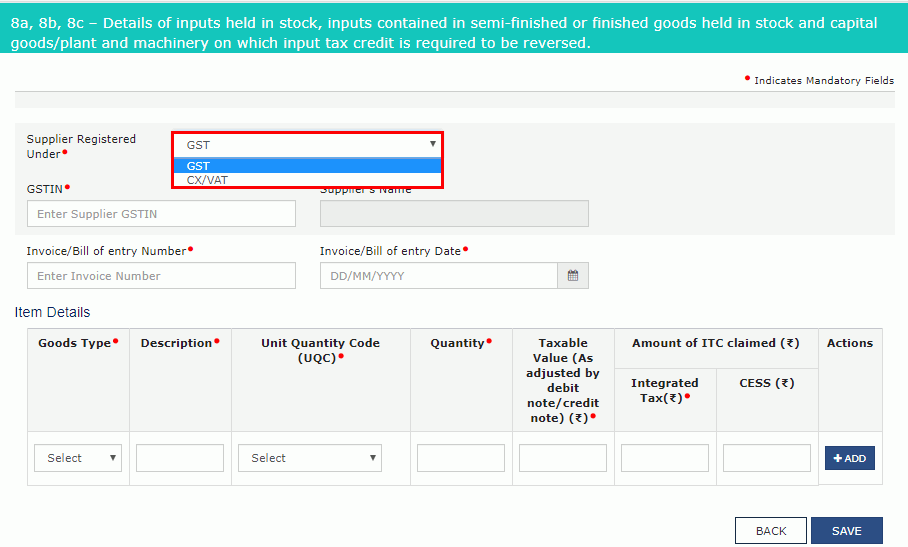 8a, 8b, 8c – Details of inputs held in stock, inputs contained in semi-finished or finished goods held in stock and capital
goods/plant and machinery on which input tax credit is required to be reversed.
• Indicates Mandatory Fields
Supplier Registered
Under•
GST
GST
CX/VAT
GSTIN•
Supplier's Name
Enter Supplier GSTIN
Invoice/Bill of entry Number•
Invoice/Bill of entry Date•
Enter Invoice Number
DD/MM/YYYY
Item Details
Goods Type•
Description•
Unit Quantity Code
(UQC)•
Quantity•
Taxable
Value (As
adjusted by
debit
note/credit
note) (₹)•
Amount of ITC claimed (₹)
Integrated
Tax(₹)•
CESS (₹)
Actions
Select
Select
+ ADD
BACK
SAVE